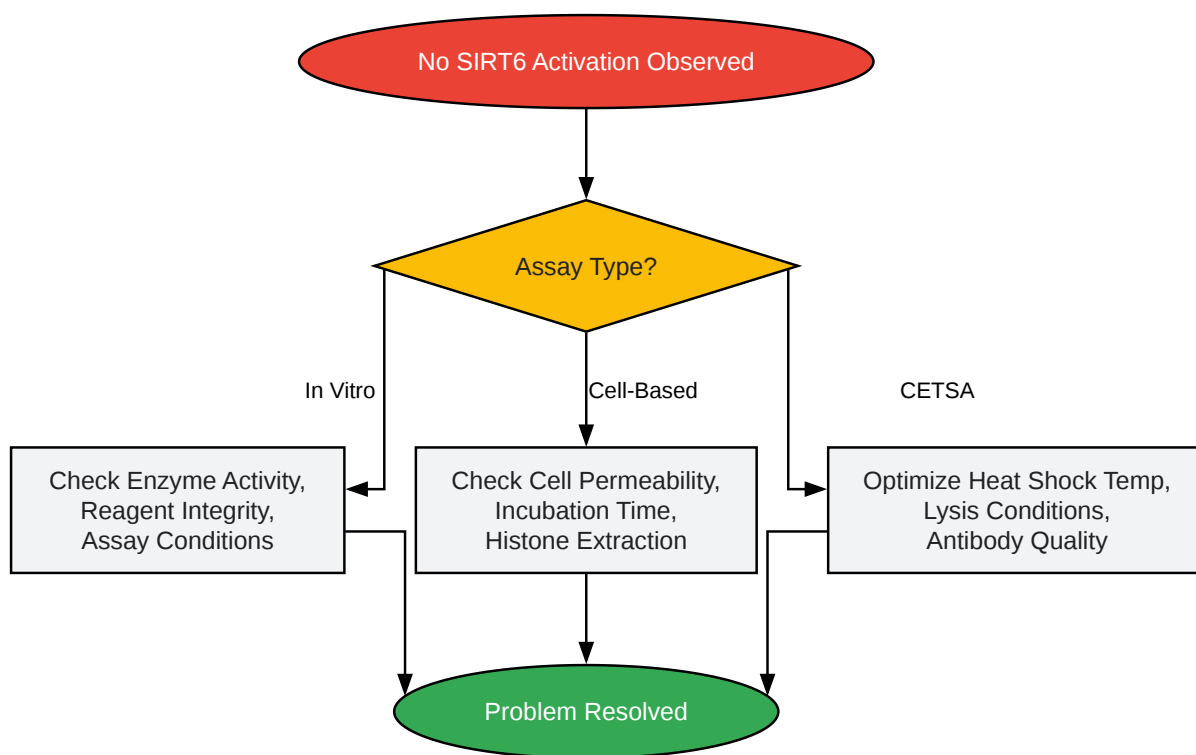 No SIRT6 Activation Observed
Assay Type?
In Vitro
Cell-Based
CETSA
Check Enzyme Activity,
Reagent Integrity,
Assay Conditions
Check Cell Permeability,
Incubation Time,
Histone Extraction
Optimize Heat Shock Temp,
Lysis Conditions,
Antibody Quality
Problem Resolved